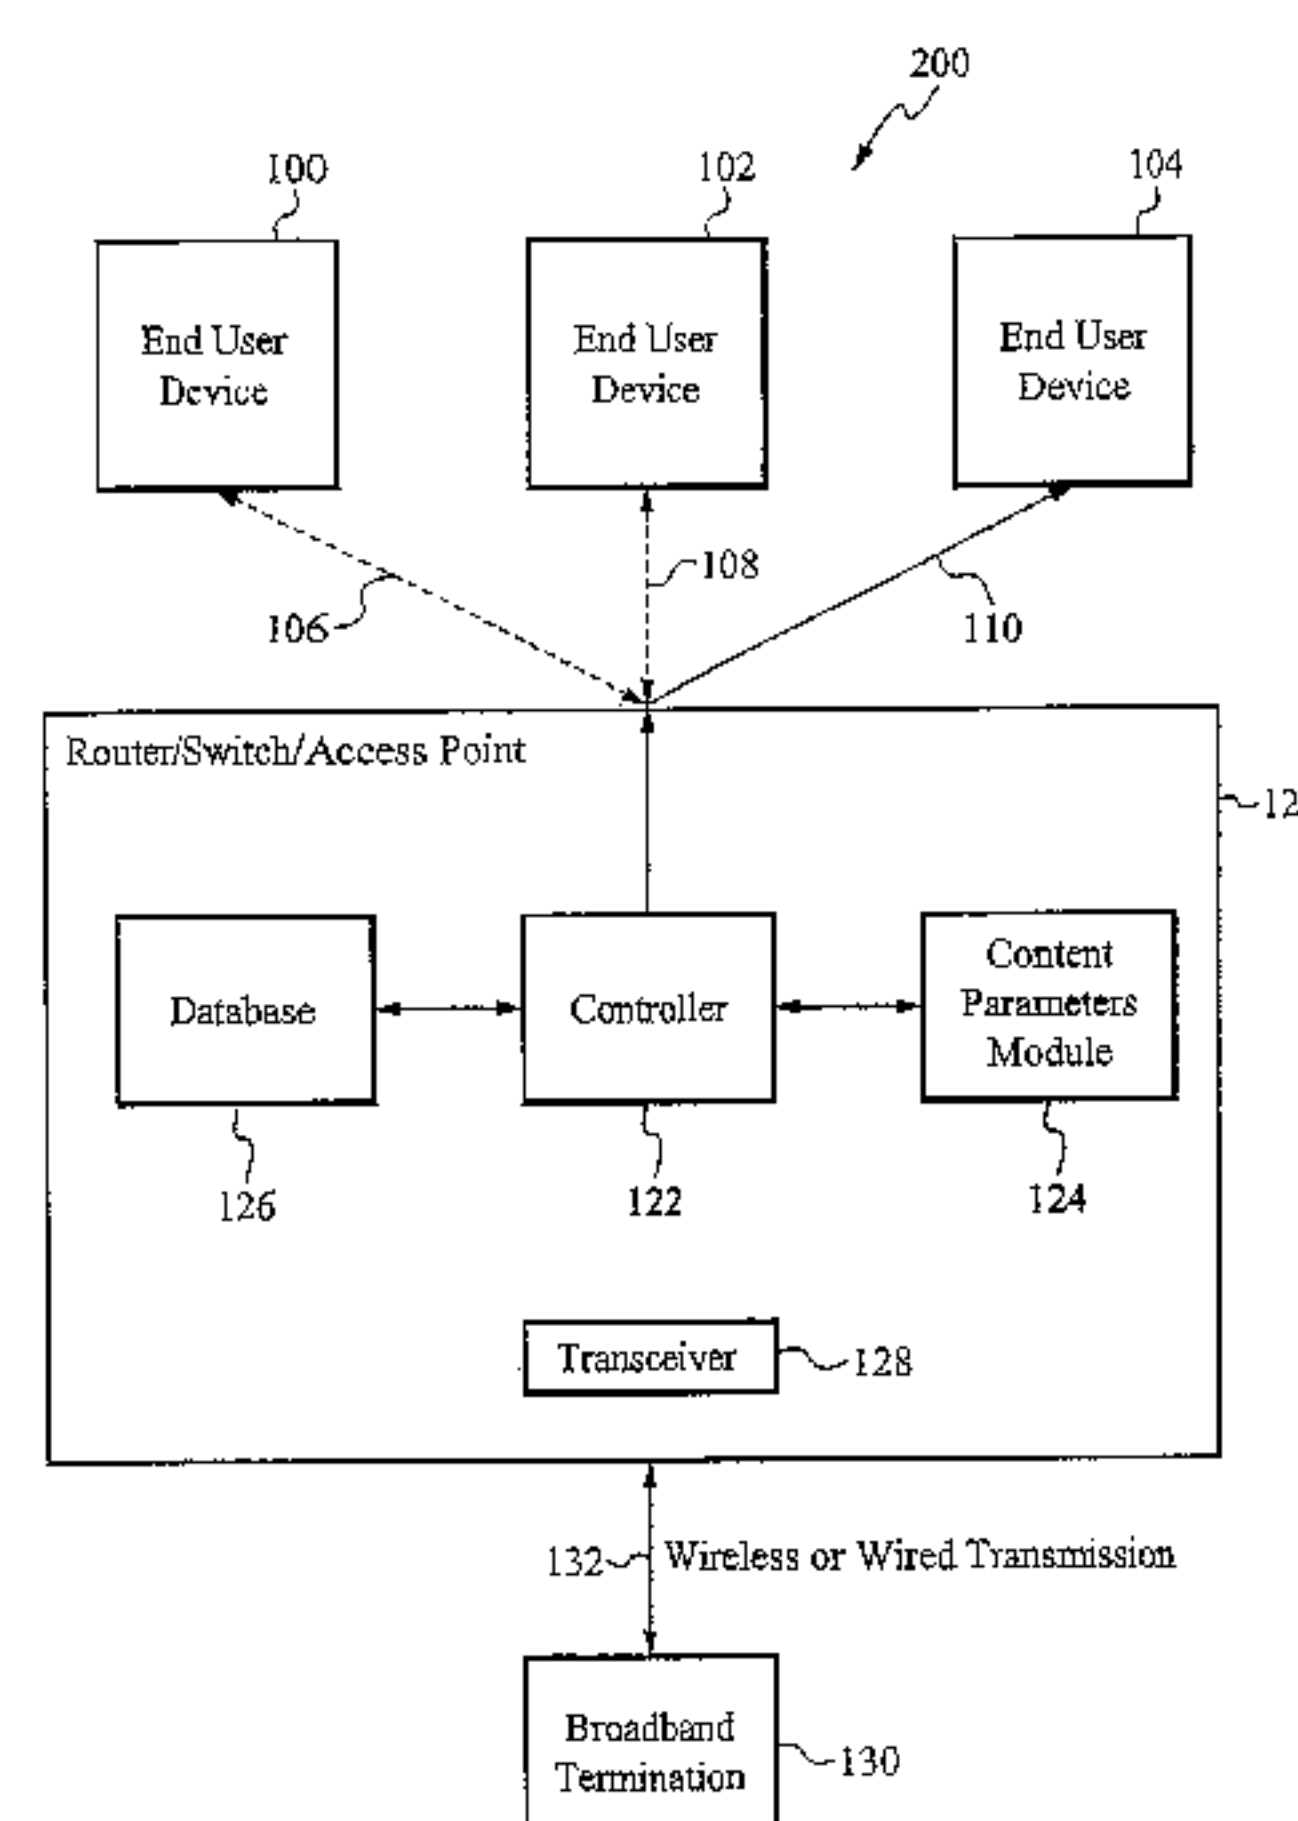 200
100
102
104
End User
Device
End User
Device
End User
Device
106
108
110
Router/Switch/Access Point
12
Database
Controller
Content
Parameters
Module
126
122
124
Transceiver
128
132
Wireless or Wired Transmission
Broadband
Termination
130